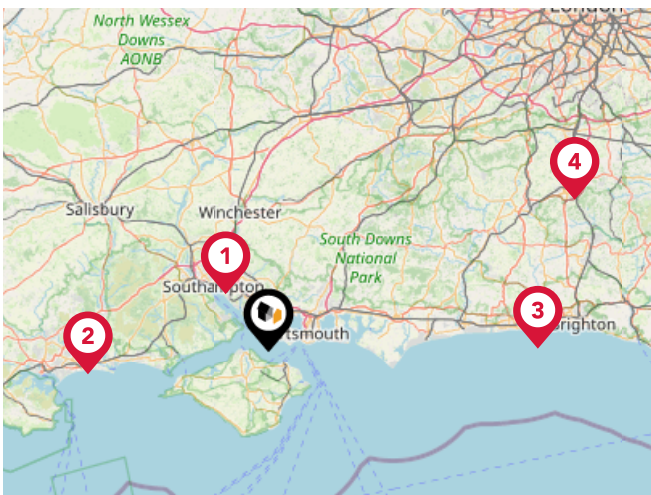 North Wessex
Downs
AONB
London
4
Salisbury
Winchester
South Downs
National
Park
1
Southampton
3
2
tsmouth
righton